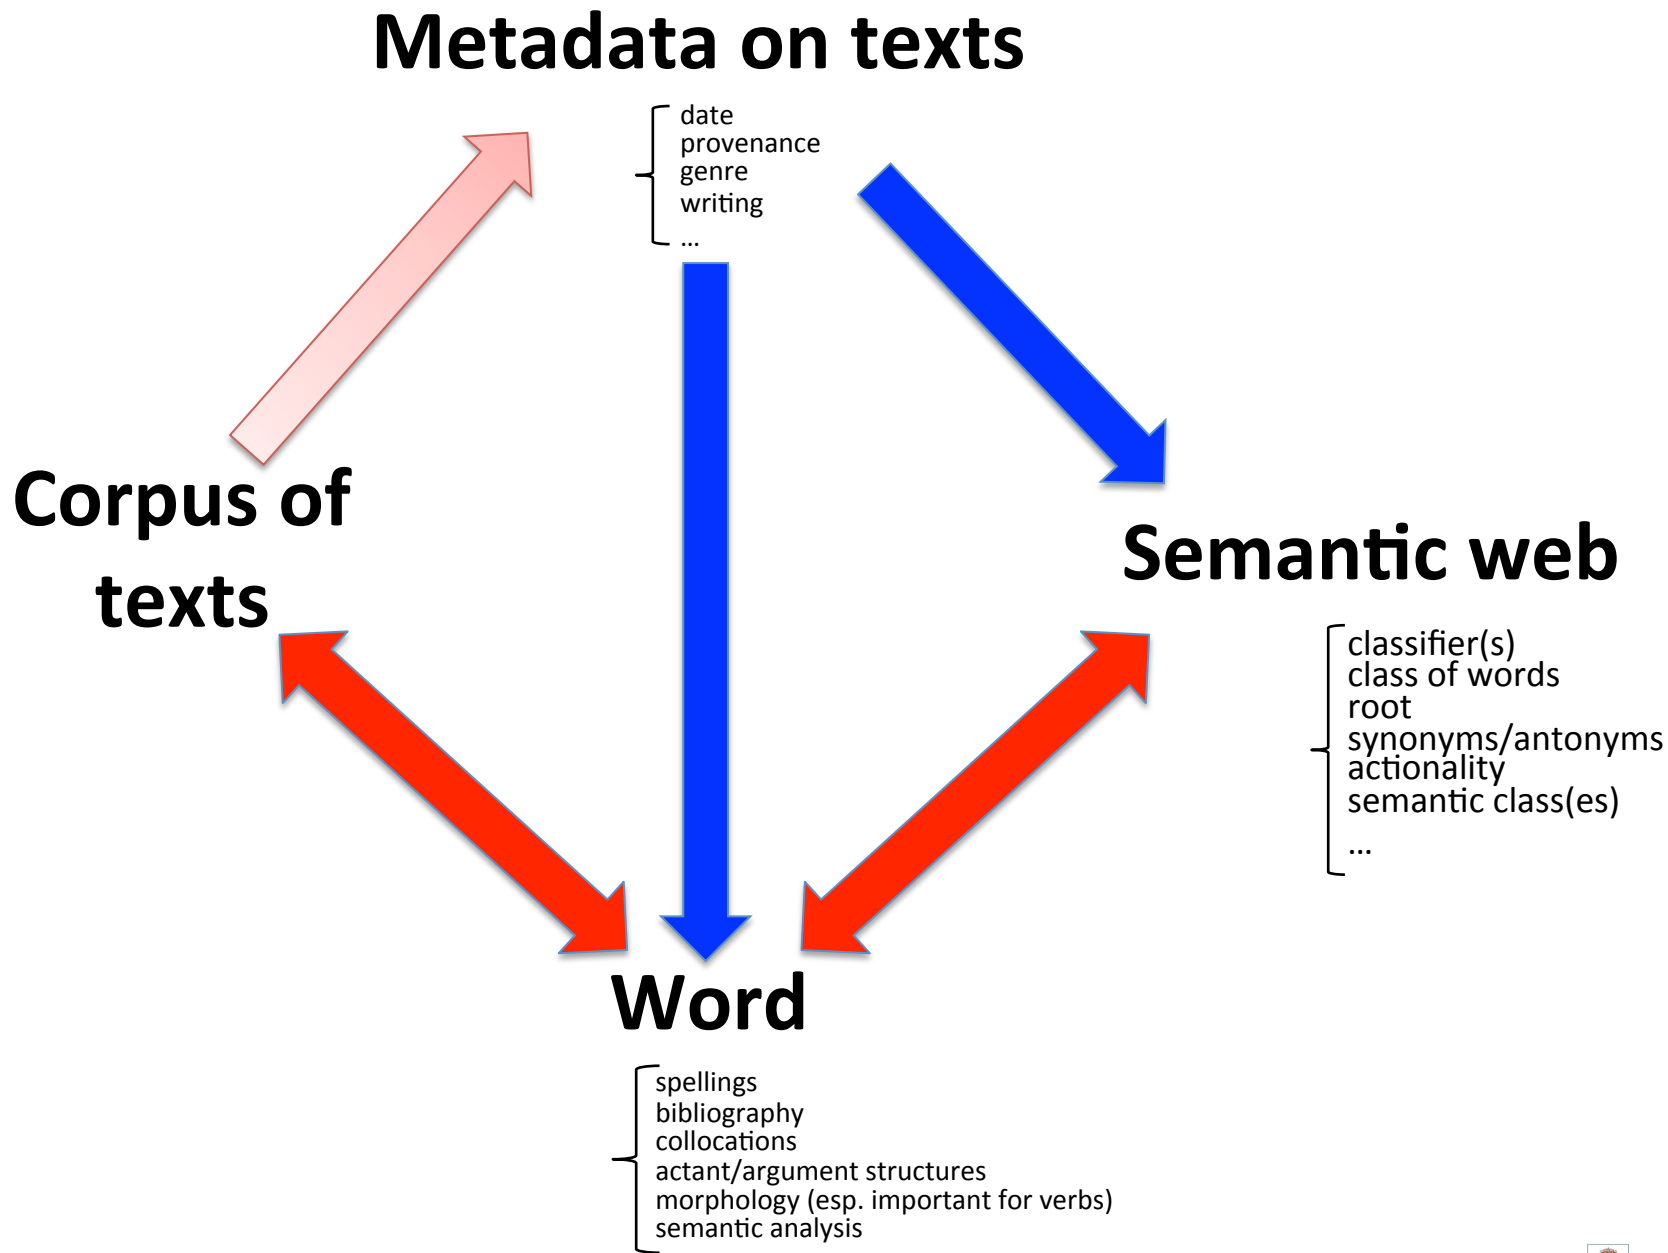 Metadata on texts
date
provenance
genre
writing
...
Corpus of
texts
Semantic web
classifier(s)
class of words
root
synonyms/antonyms
actionality
semantic class(es)
...
Word
spellings
bibliography
collocations
actant/argument structures
morphology (esp. important for verbs)
semantic analysis